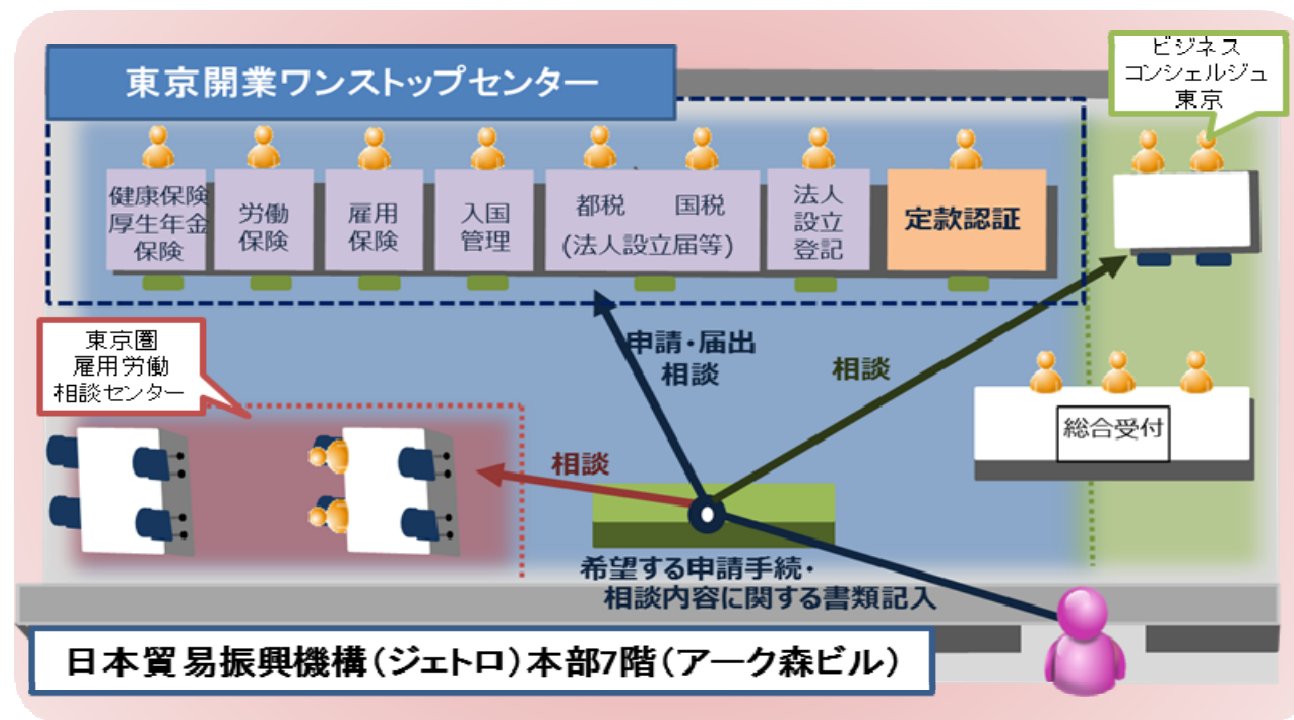 東京開業ワンストップセンター
ビジネス
コンシェルジュ
東京
健康保険
厚生年金
保険
労働
保険
雇用
保険
入国
管理
都税 国税
(法人設立届等)
法人
設立
登記
定款認証
東京圏
雇用労働
相談センター
申請・届出
相談
相談
総合受付
相談
希望する申請手続・
相談内容に関する書類記入
日本貿易振興機構(ジェトロ)本部7階(アーク森ビル)